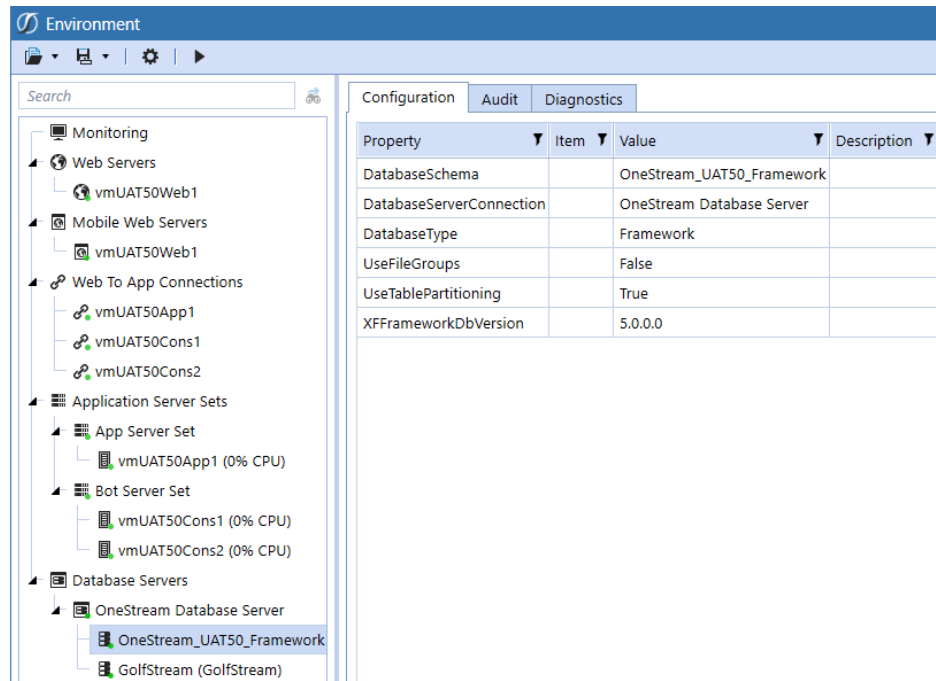 Environment
Search
Monitoring
Web Servers
vmUAT50Web1
Mobile Web Servers
vmUAT50Web1
Web To App Connections
vmUAT50App1
vmUAT50Cons1
vmUAT50Cons2
Application Server Sets
App Server Set
vmUAT50App1 (0% CPU)
Bot Server Set
vmUAT50Cons1 (0% CPU)
vmUAT50Cons2 (0% CPU)
Database Servers
OneStream Database Server
OneStream_UAT50_Framework
GolfStream (GolfStream)
Configuration Audit Diagnostics
Property Item Value Description
DatabaseSchema OneStream_UAT50_Framework
DatabaseServerConnection OneStream Database Server
DatabaseType Framework
UseFileGroups False
UseTablePartitioning True
XFFrameworkDbVersion 5.0.0.0